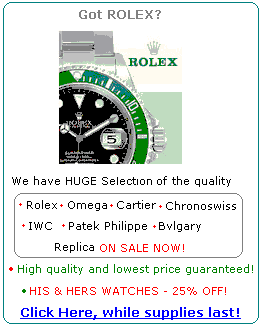 Got ROLEX?
ROLEX
ROLEX
We have HUGE Selection of the quality
• Rolex • Omega • Cartier • Chronoswiss
• IWC • Patek Philippe • Bvlgary
Replica ON SALE NOW!
• High quality and lowest price guaranteed!
• HIS & HERS WATCHES - 25% OFF!
Click Here, while supplies last!